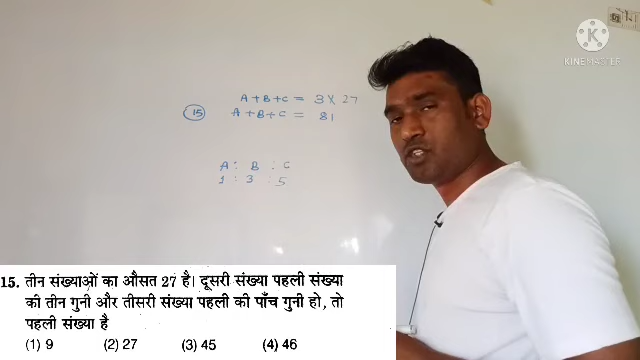 KINEMASTER
A + B + C = 3 X 27
(15) A + B + C = 81
A : B : C
1 : 3 : 5
15. तीन संख्याओं का औसत 27 है। दूसरी संख्या पहली संख्या
की तीन गुनी और तीसरी संख्या पहली की पाँच गुनी हो, तो
पहली संख्या है
(1) 9 (2) 27 (3) 45 (4) 46